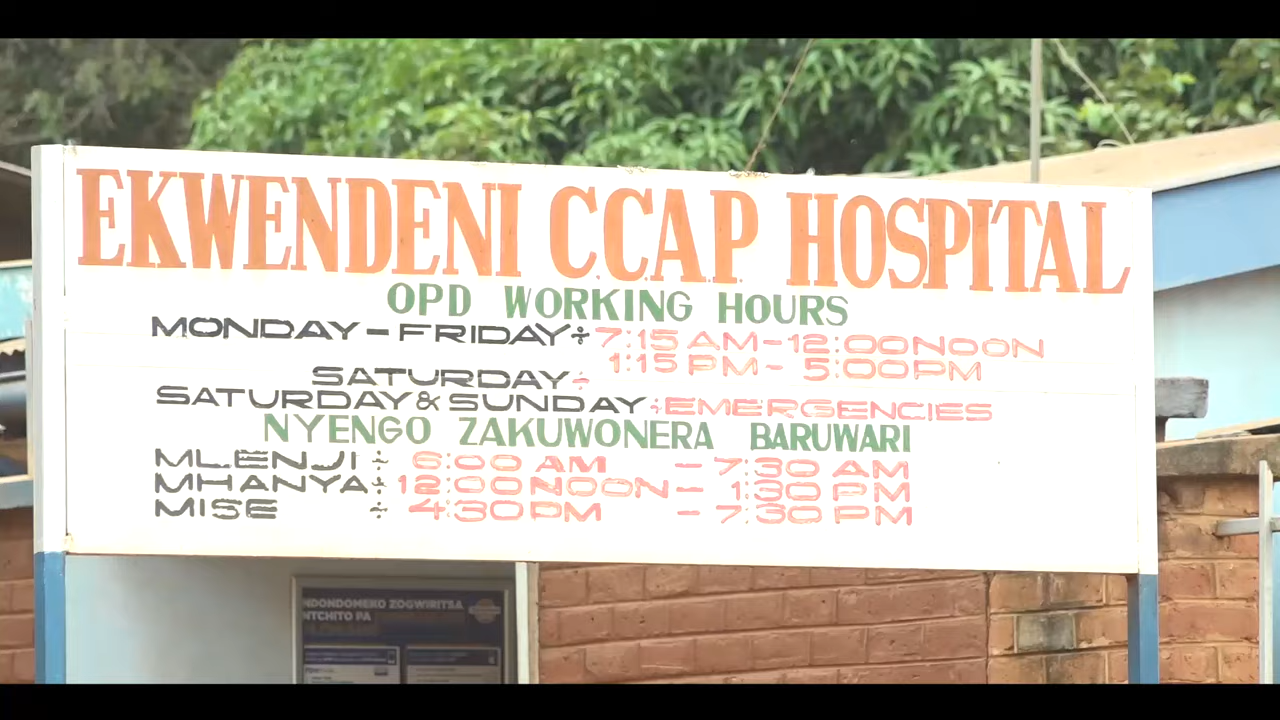 EKWENDENI C.C.A.P HOSPITAL
OPD WORKING HOURS
MONDAY - FRIDAY÷ 7:15 AM-12:00NOON
1:15 PM- 5:00PM
SATURDAY÷
SATURDAY & SUNDAY÷EMERGENCIES
NYENGO ZAKUWONERA BARUWARI
MLENJI÷ 6:00 AM - 7:30 AM
MHANYA÷ 12:00NOON- 1:30 PM
MISE ÷ 4:30PM - 7:30 PM
NDONDOMEKO ZOGWIRITSA
NTCHITO PA